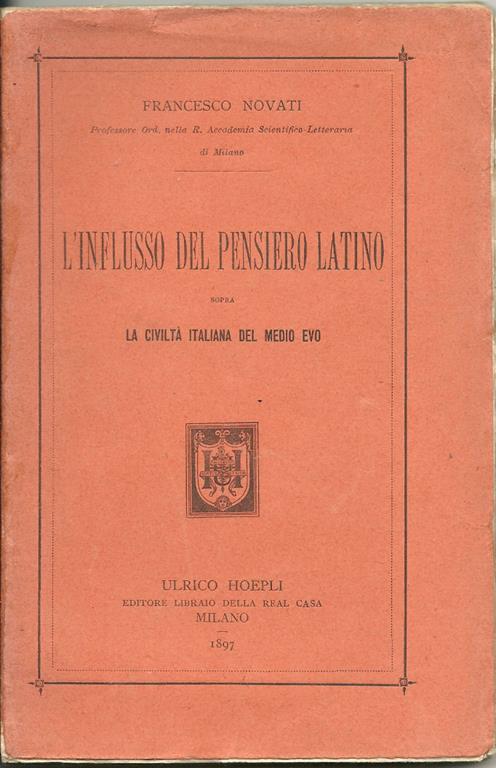 FRANCESCO NOVATI
Professore Ord. nella R. Accademia Scientifico-Letteraria
di Milano
L'INFLUSSO DEL PENSIERO LATINO
SOPRA
LA CIVILTÀ ITALIANA DEL MEDIO EVO
H
ULRICO HOEPLI
EDITORE LIBRAIO DELLA REAL CASA
MILANO
1897